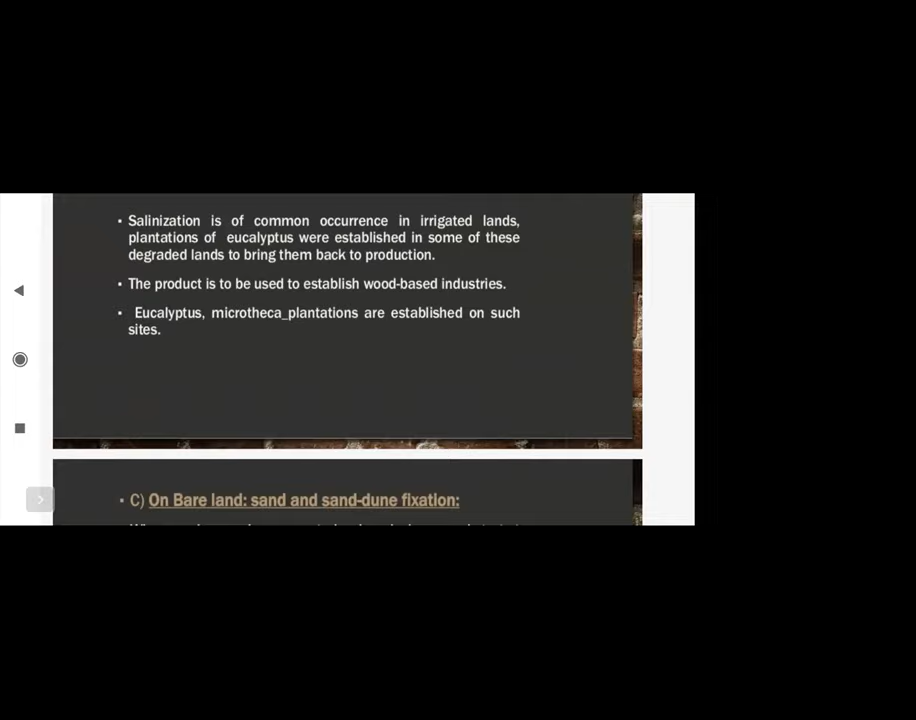 • Salinization is of common occurrence in irrigated lands,
plantations of eucalyptus were established in some of these
degraded lands to bring them back to production.
• The product is to be used to establish wood-based industries.
• Eucalyptus, microtheca_plantations are established on such
sites.
• C) On Bare land: sand and sand-dune fixation: